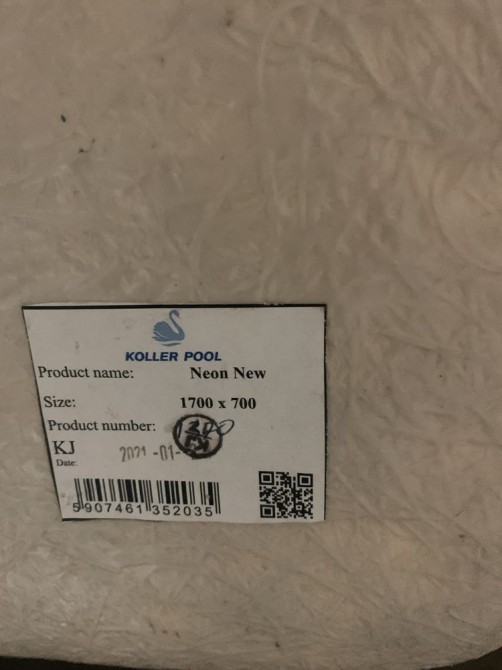 KOLLER POOL
Product name: Neon New
Size: 1700 x 700
Product number:
KJ 2021-01-
Date:
5907461352035